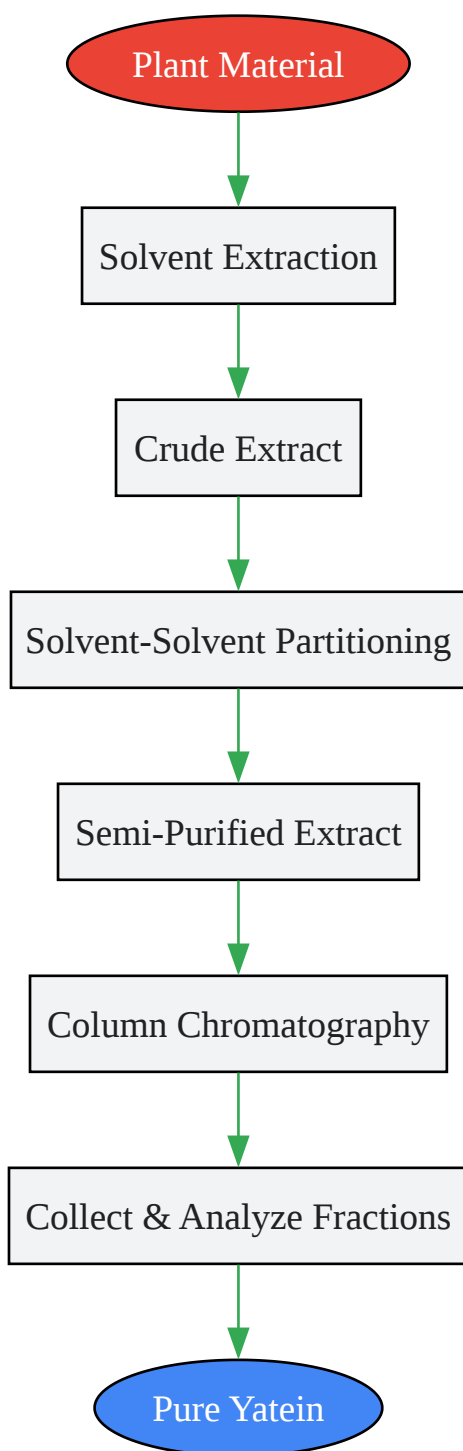 Plant Material
Solvent Extraction
Crude Extract
Solvent-Solvent Partitioning
Semi-Purified Extract
Column Chromatography
Collect & Analyze Fractions
Pure Yatein